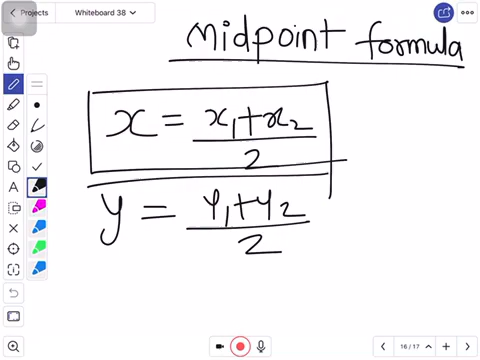 Projects Whiteboard 38
midpoint formula
x = x₁+x₂/2
y = y₁+y₂/2
A
16 / 17